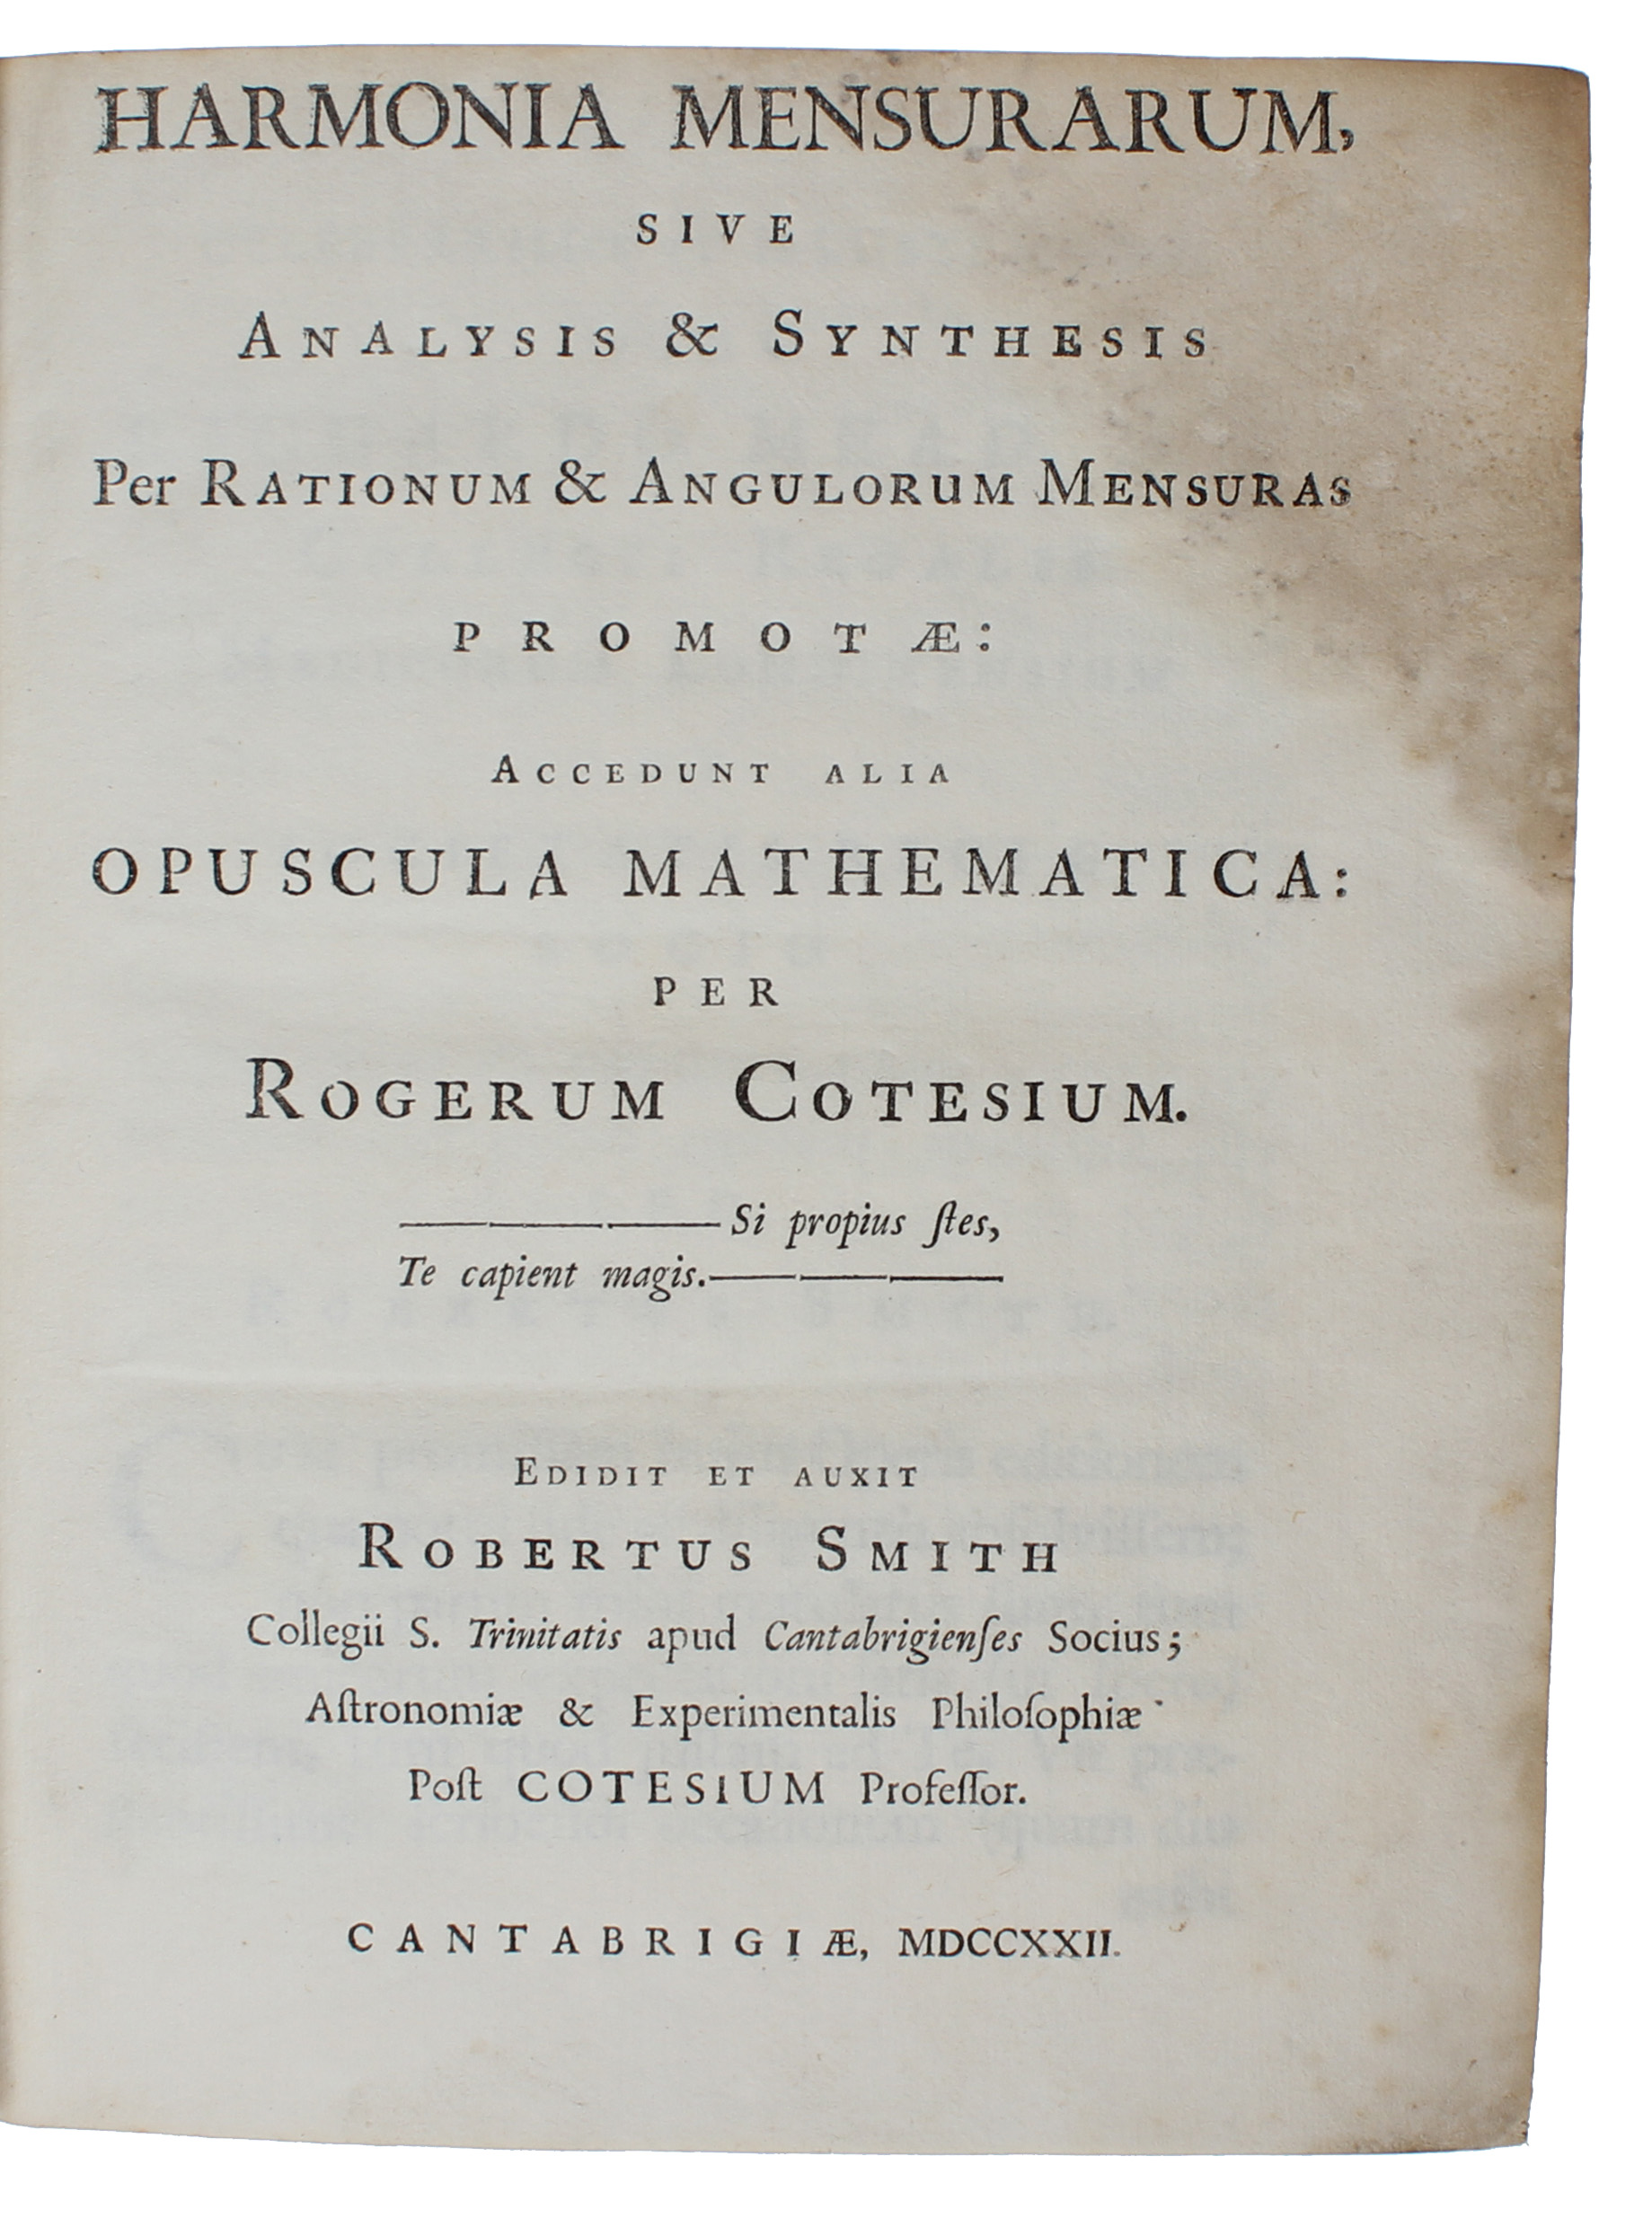 HARMONIA MENSURARUM,
SIVE
ANALYSIS & SYNTHESIS
Per RATIONUM & ANGULORUM MENSURAS
PROMOTÆ:
ACCEDUNT ALIA
OPUSCULA MATHEMATICA:
PER
ROGERUM COTESIUM.
———Si propius ſtes,
Te capient magis.———
EDIDIT ET AUXIT
ROBERTUS SMITH
Collegii S. Trinitatis apud Cantabrigienſes Socius;
Aſtronomiæ & Experimentalis Philoſophiæ
Poſt COTESIUM Profeſſor.
CANTABRIGIÆ, MDCCXXII.